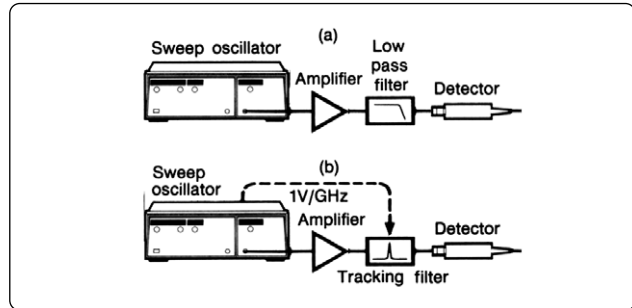 (a)
Sweep oscillator
Low
pass
filter
Amplifier
Detector
(b)
Sweep
oscillator
1V/GHz
Amplifier
Detector
Tracking filter